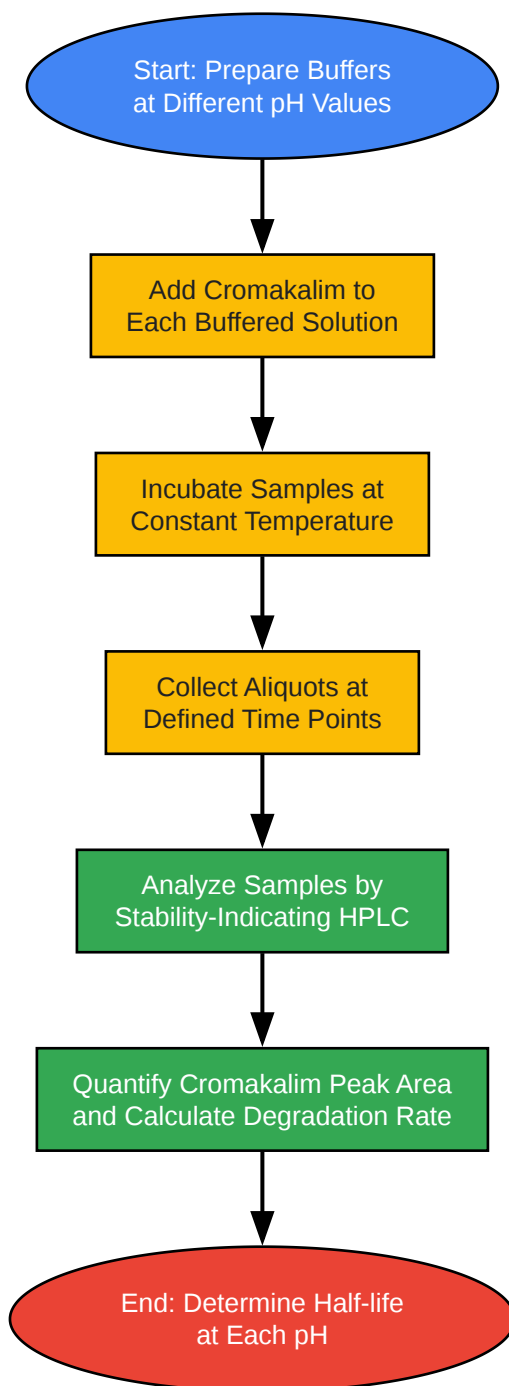 Start: Prepare Buffers
at Different pH Values
Add Cromakalim to
Each Buffered Solution
Incubate Samples at
Constant Temperature
Collect Aliquots at
Defined Time Points
Analyze Samples by
Stability-Indicating HPLC
Quantify Cromakalim Peak Area
and Calculate Degradation Rate
End: Determine Half-life
at Each pH